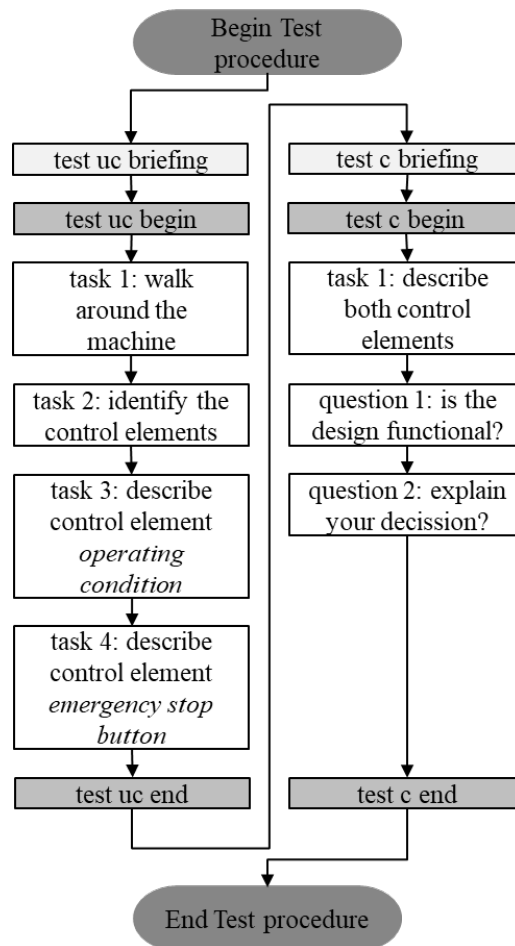 Begin Test
procedure
test uc briefing
test uc begin
task 1: walk
around the
machine
task 2: identify the
control elements
task 3: describe
control element
operating
condition
task 4: describe
control element
emergency stop
button
test uc end
test c briefing
test c begin
task 1: describe
both control
elements
question 1: is the
design functional?
question 2: explain
your decission?
test c end
End Test procedure